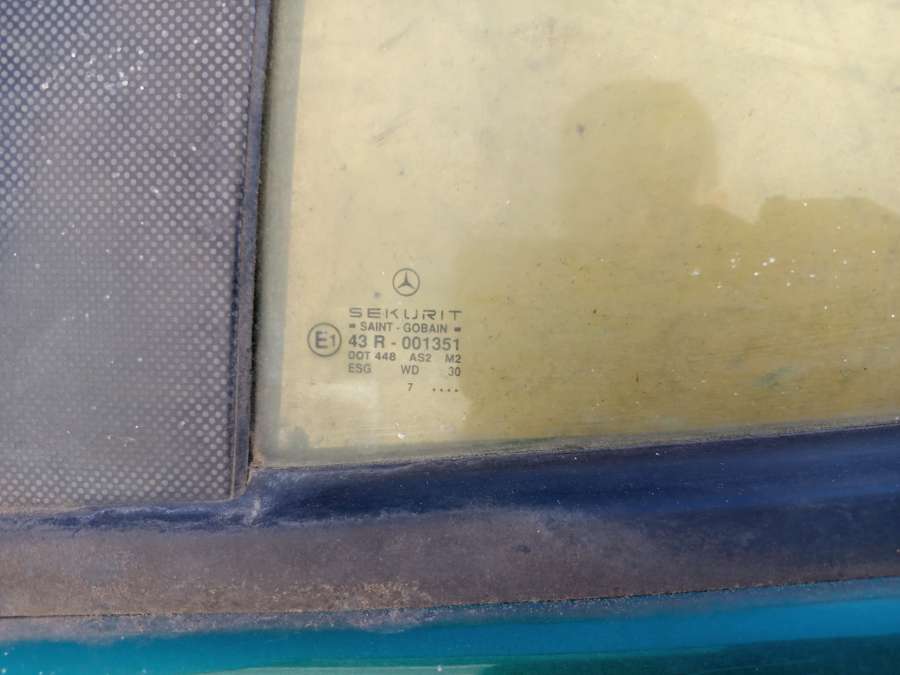 SEKURIT
SAINT - GOBAIN
E1
43 R - 001351
DOT 448 AS2 M2
ESG WD 30
7 ....